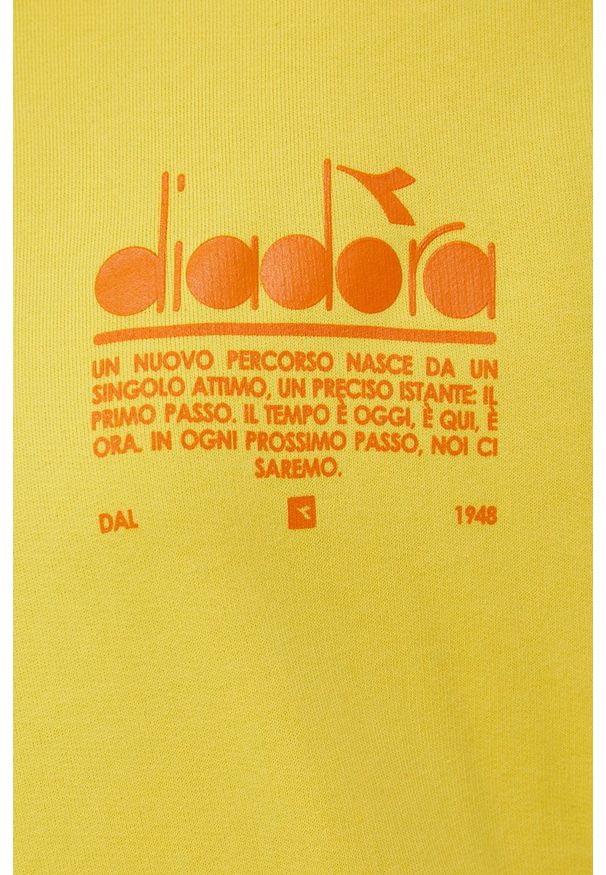 diadora
UN NUOVO PERCORSO NASCE DA UN
SINGOLO ATTIMO, UN PRECISO ISTANTE: IL
PRIMO PASSO. IL TEMPO È OGGI, È QUI, È
ORA. IN OGNI PROSSIMO PASSO, NOI CI
SAREMO.
DAL 1948